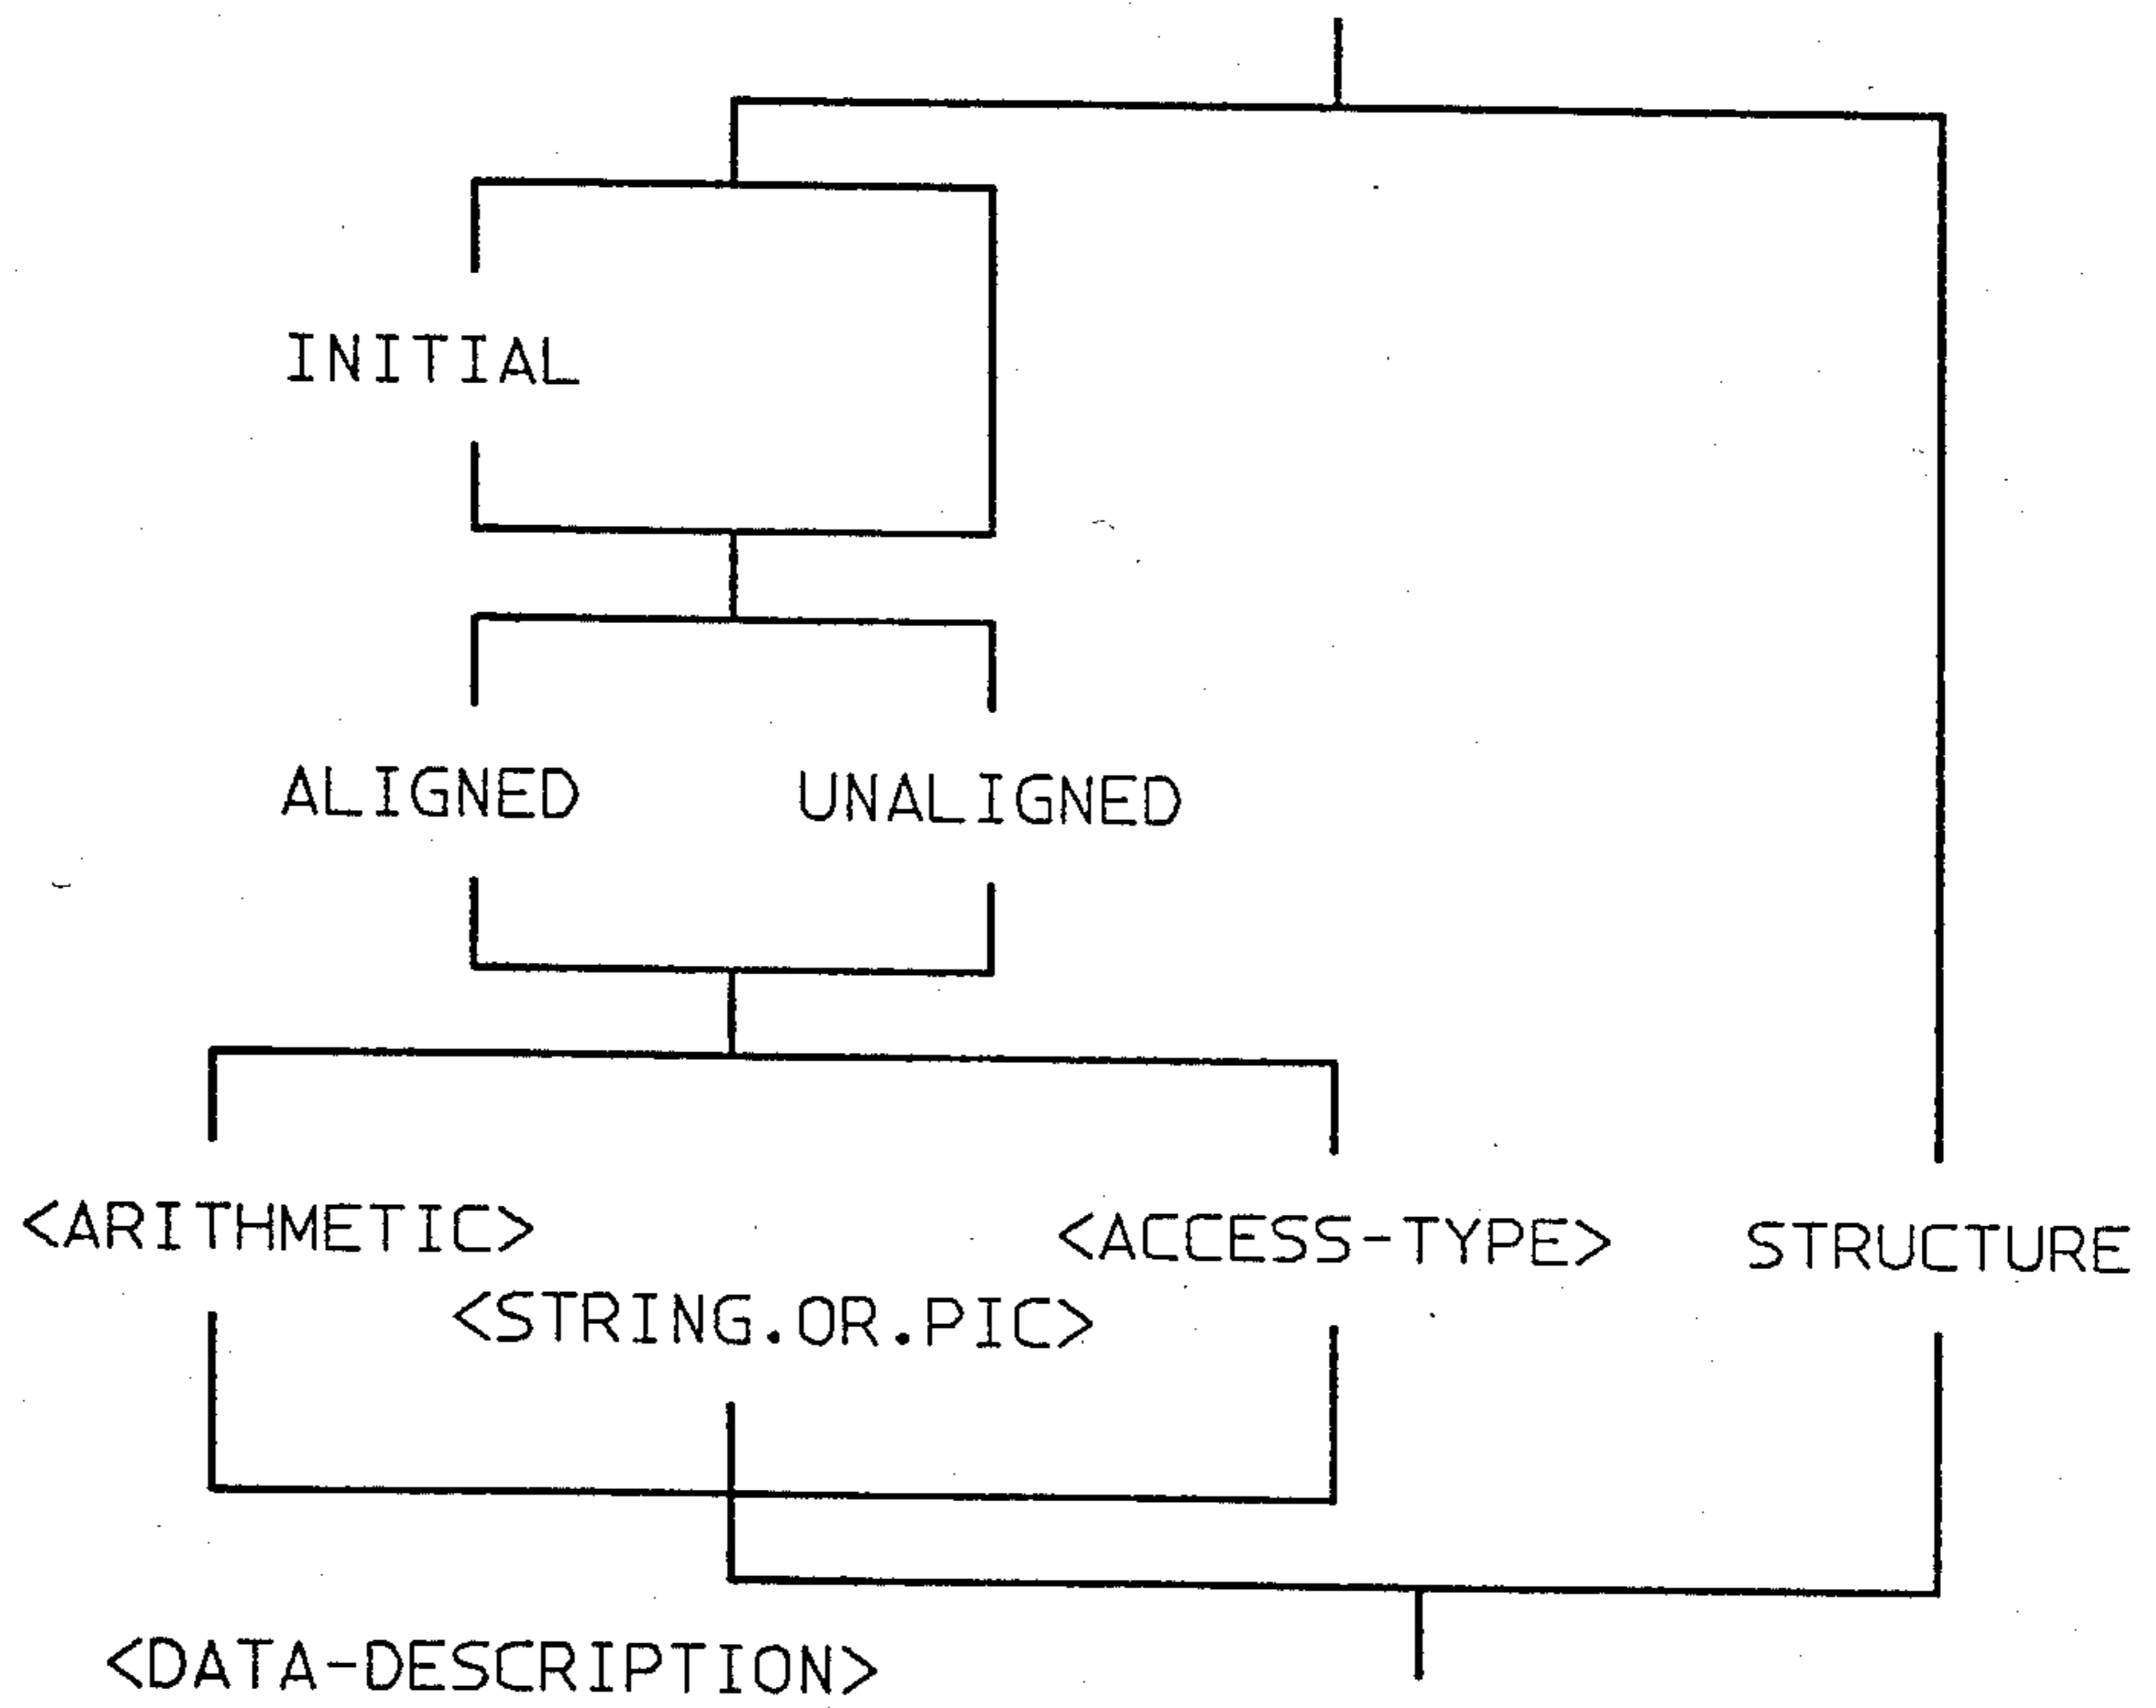 INITIAL
ALIGNED UNALIGNED
<ARITHMETIC> <ACCESS-TYPE> STRUCTURE
<STRING.OR.PIC>
<DATA-DESCRIPTION>